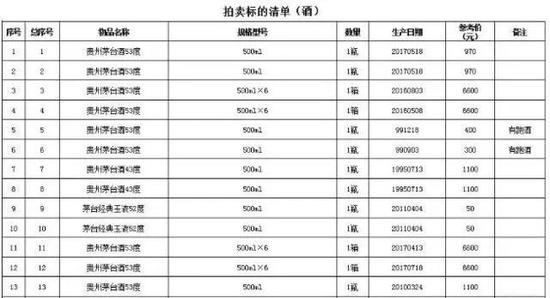 拍卖标的清单（酒）
序号 总序号 物品名称 规格型号 数量 生产日期 参考价（元） 备注
1 1 贵州茅台酒53度 500ml 1瓶 20170518 970
2 2 贵州茅台酒53度 500ml 1瓶 20170518 970
3 3 贵州茅台酒53度 500ml×6 1箱 20160803 6600
4 4 贵州茅台酒53度 500ml×6 1箱 20160508 6600
5 5 贵州茅台酒53度 500ml 1瓶 991218 400 有跑酒
6 6 贵州茅台酒53度 500ml 1瓶 990903 300 有跑酒
7 7 贵州茅台酒43度 500ml 1瓶 19950713 1100
8 8 贵州茅台酒43度 500ml 1瓶 19950713 1100
9 9 茅台经典玉液52度 500ml 1瓶 20110404 50
10 10 茅台经典玉液52度 500ml 1瓶 20110404 50
11 11 贵州茅台酒53度 500ml×6 1箱 20170413 6600
12 12 贵州茅台酒53度 500ml×6 1箱 20170718 6600
13 13 贵州茅台酒53度 500ml 1瓶 20100324 1100